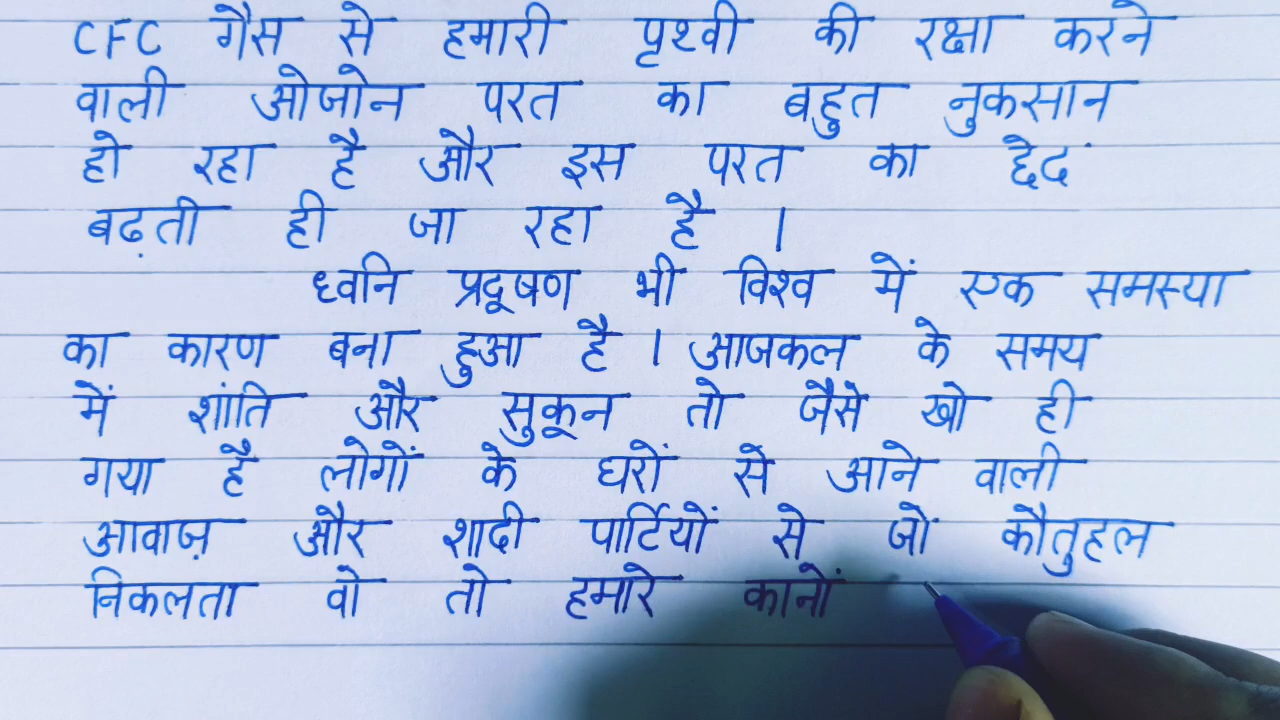 CFC गैस से हमारी पृथ्वी की रक्षा करने
वाली ओजोन परत का बहुत नुकसान
हो रहा है और इस परत का छेद
बढ़ती ही जा रहा है ।
ध्वनि प्रदूषण भी विश्व में एक समस्या
का कारण बना हुआ है । आजकल के समय
में शांति और सुकून तो जैसे खो ही
गया है लोगों के घरों से आने वाली
आवाज़ और शादी पार्टियों से जो कौतुहल
निकलता वो तो हमारे कानों